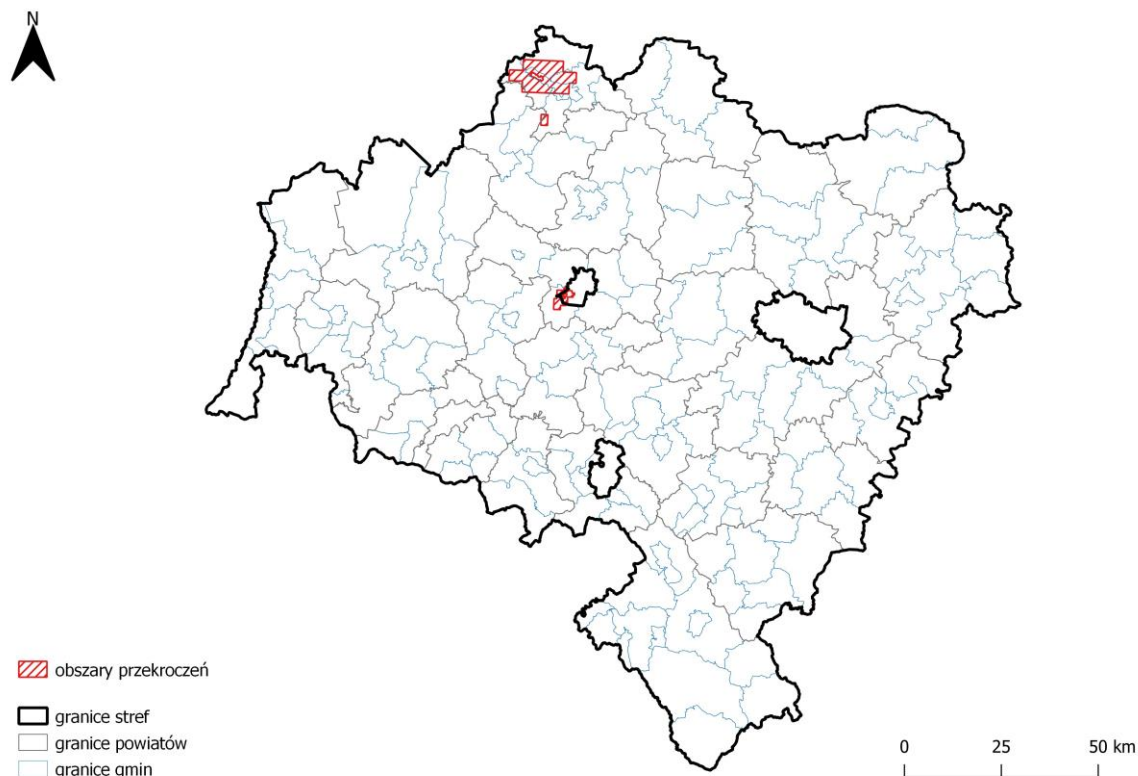 N
obszary przekroczeń
granice stref
granice powiatów
granice gmin
0 25 50 km